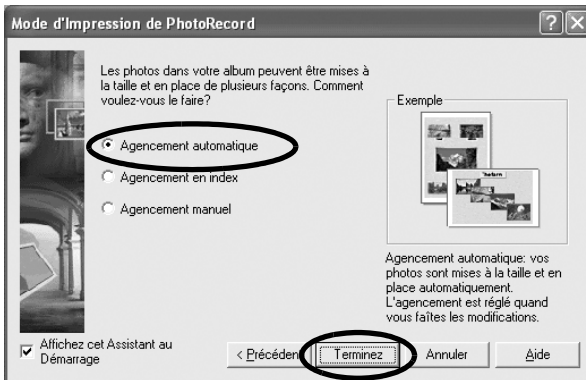 Mode d'Impression de PhotoRecord
Les photos dans votre album peuvent être mises à
la taille et en place de plusieurs façons. Comment
voulez-vous le faire?
Agencement automatique
Agencement en index
Agencement manuel
Exemple
Agencement automatique: vos
photos sont mises à la taille et en
place automatiquement.
L'agencement est réglé quand
vous faîtes les modifications.
Affichez cet Assistant au
Démarrage
< Précéden
Terminez
Annuler
Aide